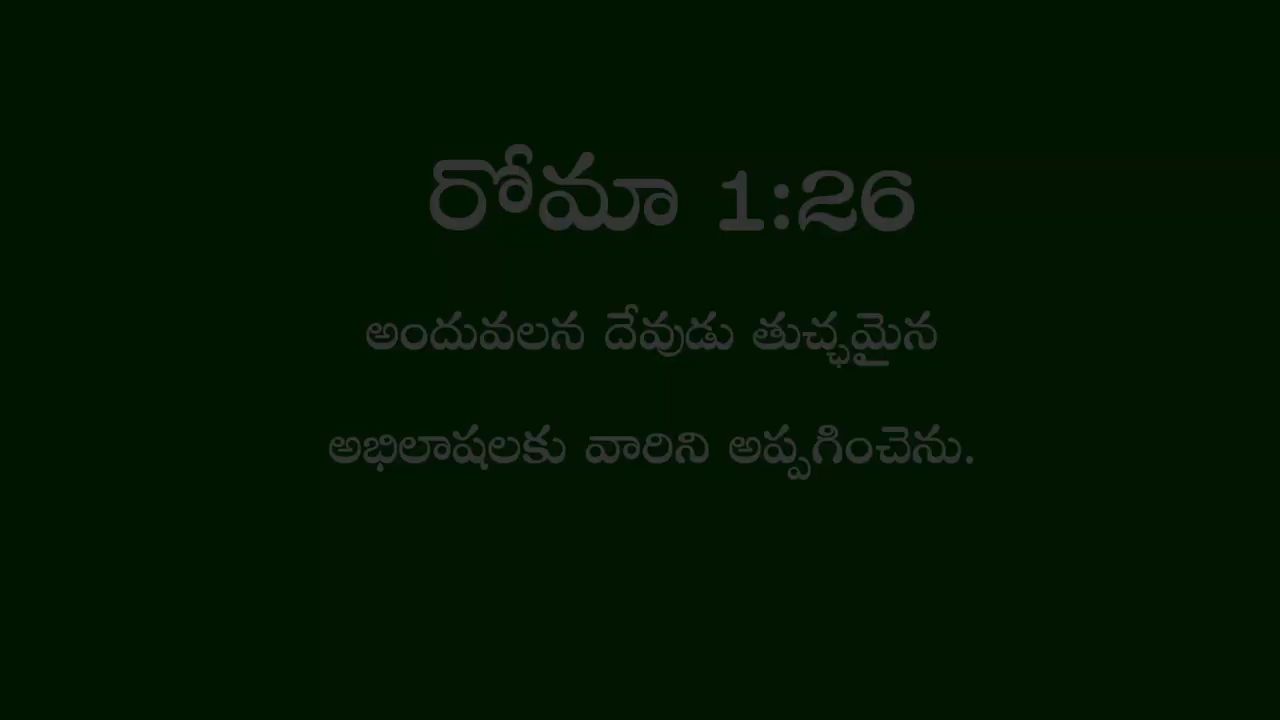 రోమా 1:26
అందువలన దేవుడు తుచ్ఛమైన
అభిలాషలకు వారిని అప్పగించెను.